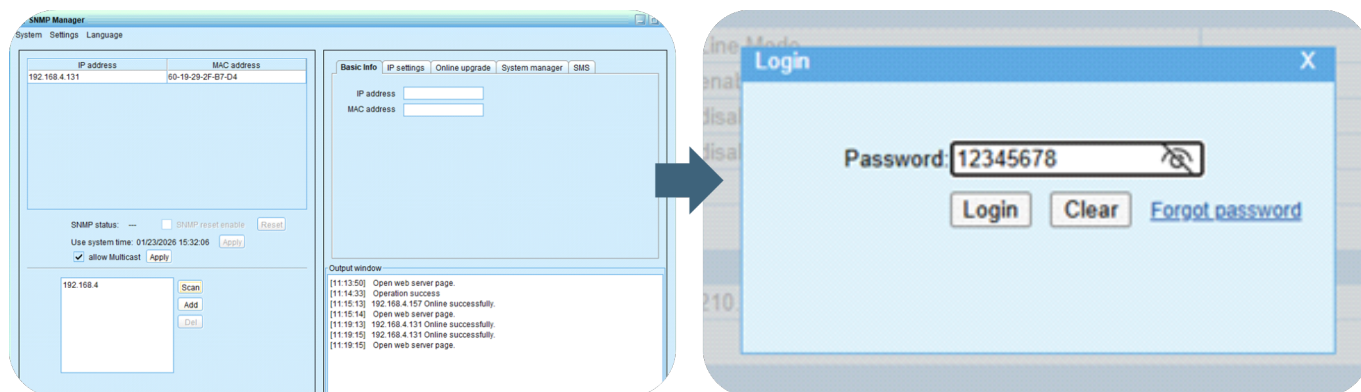 SNMP Manager
System Settings Language
IP address MAC address
192.168.4.131 60-19-29-2F-B7-D4
SNMP status: --- SNMP reset enable Reset
Use system time: 01/23/2026 15:32:06 Apply
allow Multicast Apply
192.168.4
Scan
Add
Del
Basic Info IP settings Online upgrade System manager SMS
IP address
MAC address
Output window
[11:13:50] Open web server page.
[11:14:33] Operation success
[11:15:13] 192.168.4.157 Online successfully.
[11:15:14] Open web server page.
[11:19:13] 192.168.4.131 Online successfully.
[11:19:15] 192.168.4.131 Online successfully.
[11:19:15] Open web server page.
Line Mode
Login X
enab
disal
disal
Password: 12345678
Login Clear Forgot password
210.